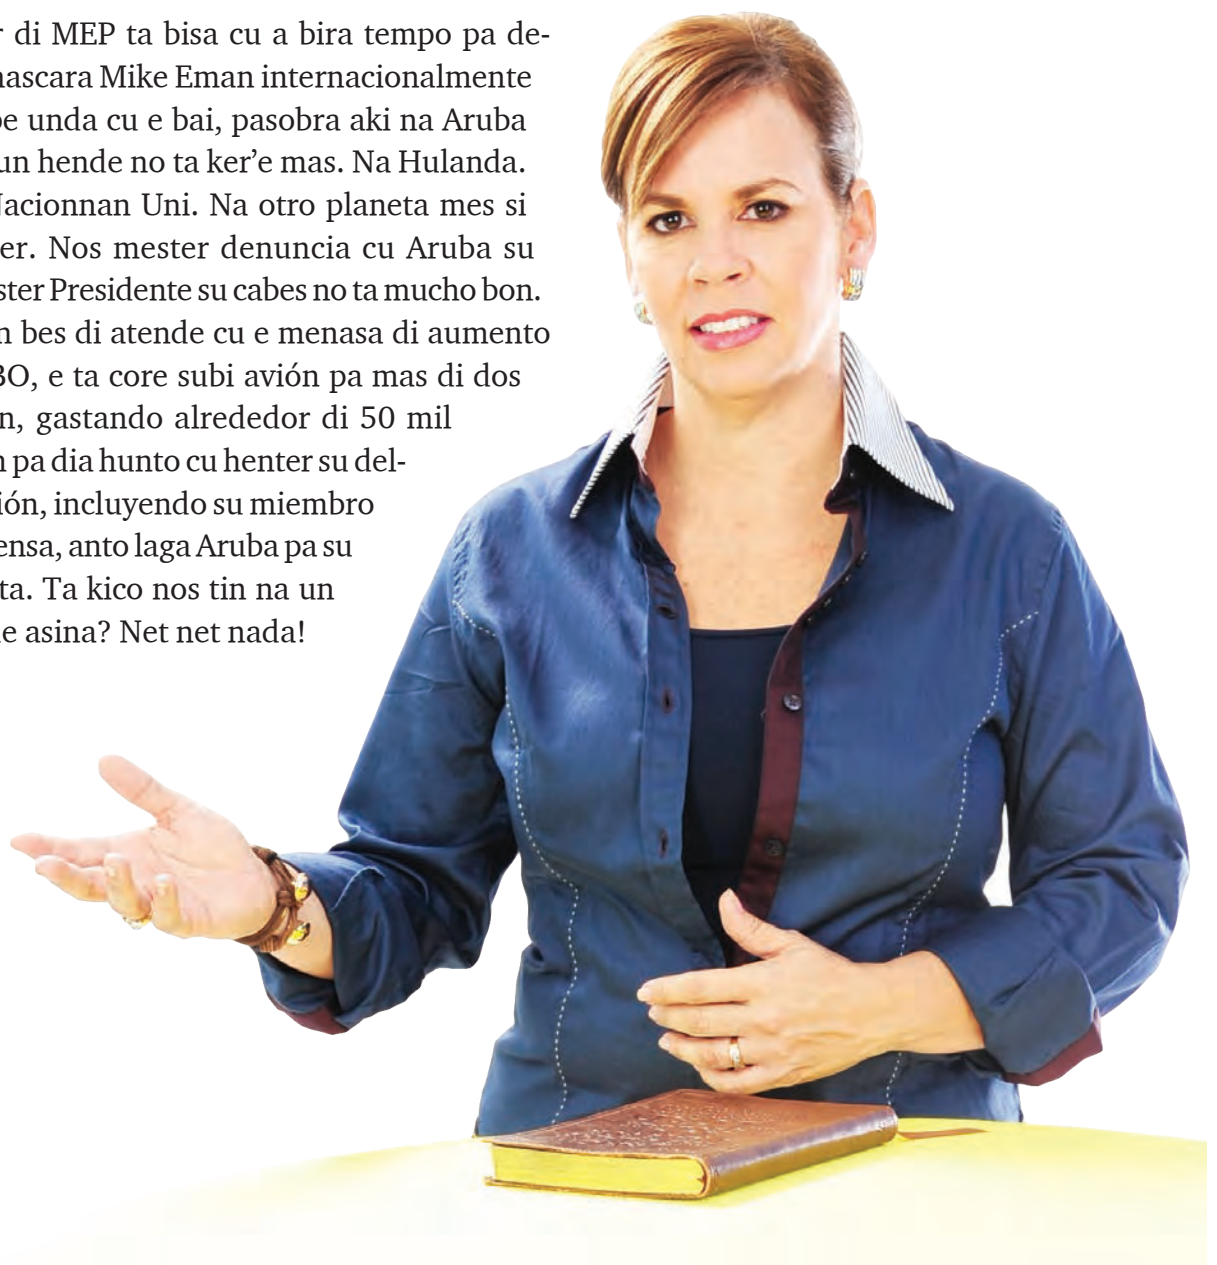 r di MEP ta bisa cu a bira tempo pa de-
nascara Mike Eman internacionalmente
be unda cu e bai, pasobra aki na Aruba
un hende no ta ker’e mas. Na Hulanda.
Nacionnan Uni. Na otro planeta mes si
er. Nos mester denuncia cu Aruba su
ster Presidente su cabes no ta mucho bon.
n bes di atende cu e menasa di aumento
BO, e ta core subi avión pa mas di dos
n, gastando alrededor di 50 mil
n pa dia hunto cu henter su del-
ión, incluyendo su miembro
ensa, anto laga Aruba pa su
ta. Ta kico nos tin na un
e asina? Net net nada!